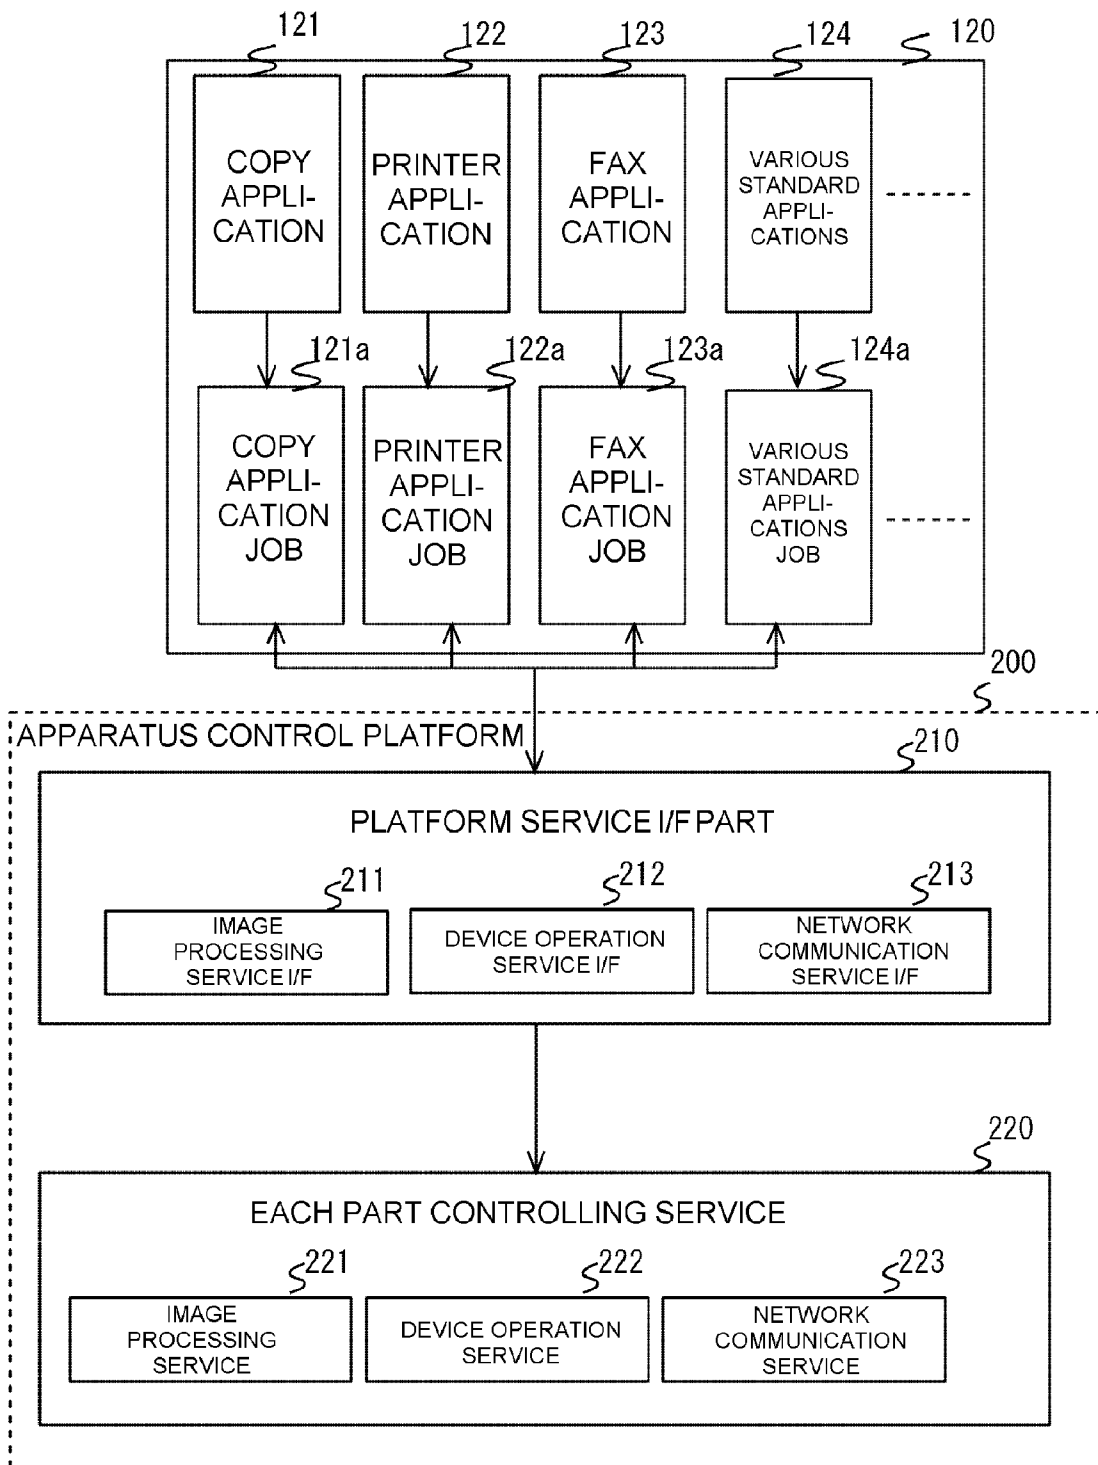 121
122
123
124
120
COPY
APPLI-
CATION
PRINTER
APPLI-
CATION
FAX
APPLI-
CATION
VARIOUS
STANDARD
APPLI-
CATIONS
121a
122a
123a
124a
COPY
APPLI-
CATION
JOB
PRINTER
APPLI-
CATION
JOB
FAX
APPLI-
CATION
JOB
VARIOUS
STANDARD
APPLI-
CATIONS
JOB
200
APPARATUS CONTROL PLATFORM
210
PLATFORM SERVICE I/F PART
211
212
213
IMAGE
PROCESSING
SERVICE I/F
DEVICE OPERATION
SERVICE I/F
NETWORK
COMMUNICATION
SERVICE I/F
220
EACH PART CONTROLLING SERVICE
221
222
223
IMAGE
PROCESSING
SERVICE
DEVICE OPERATION
SERVICE
NETWORK
COMMUNICATION
SERVICE